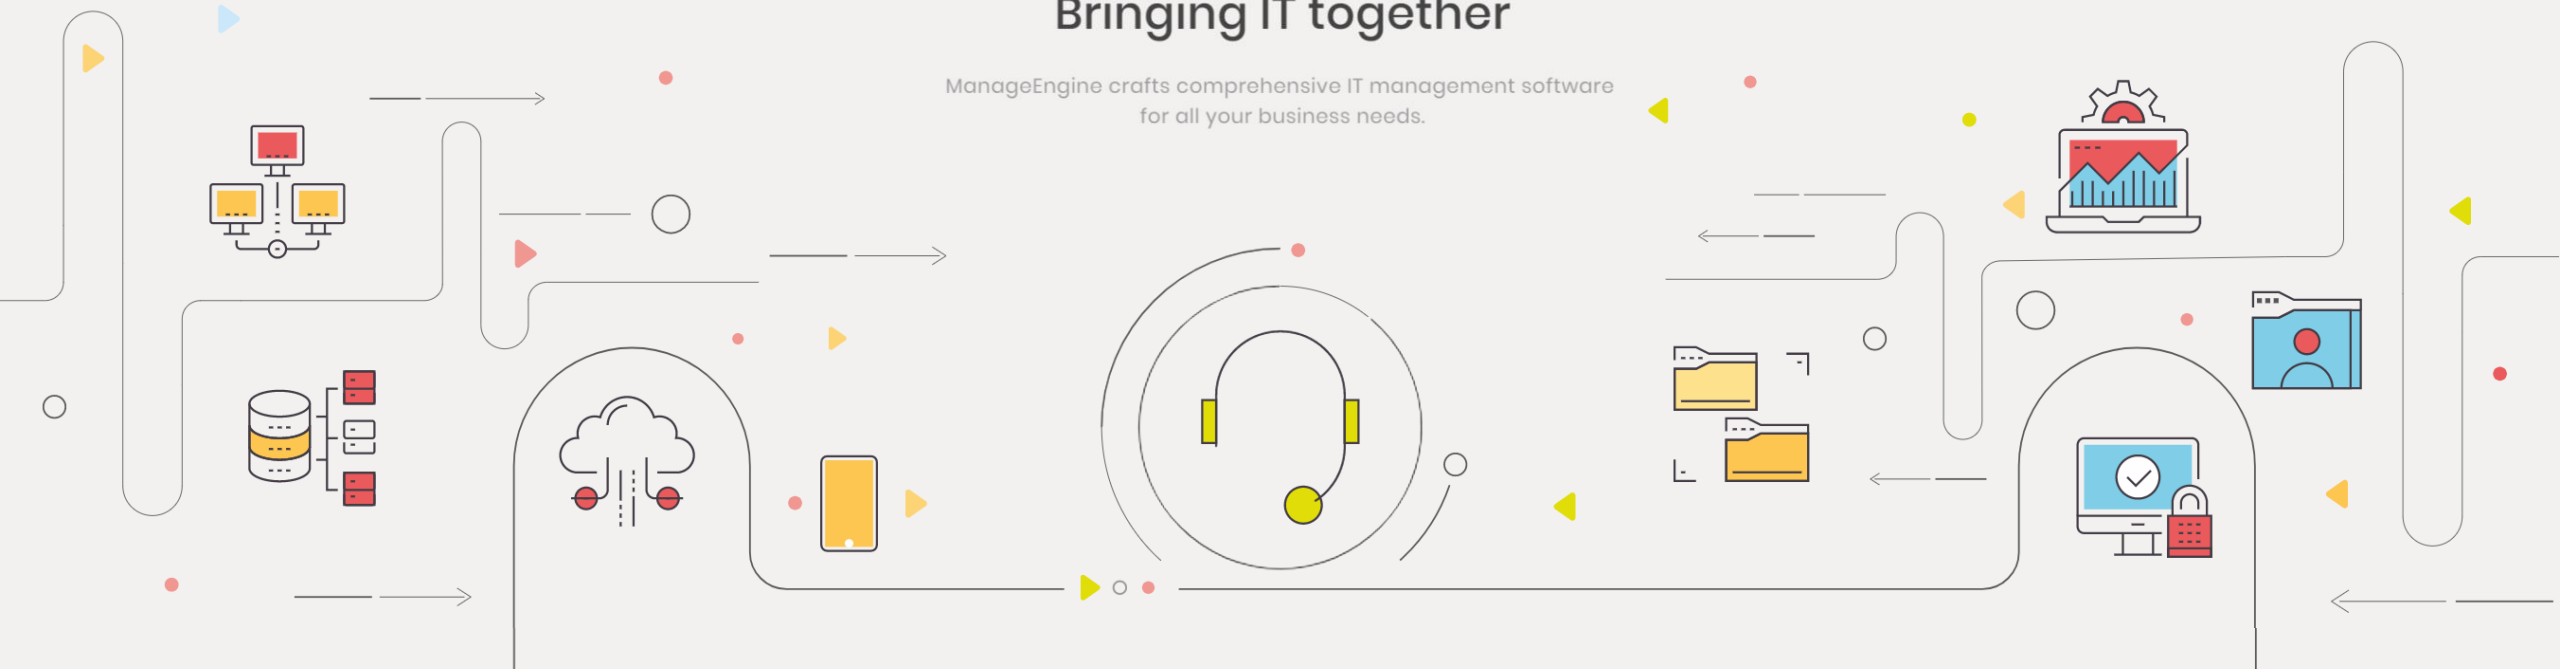 Bringing IT together
ManageEngine crafts comprehensive IT management software
for all your business needs.